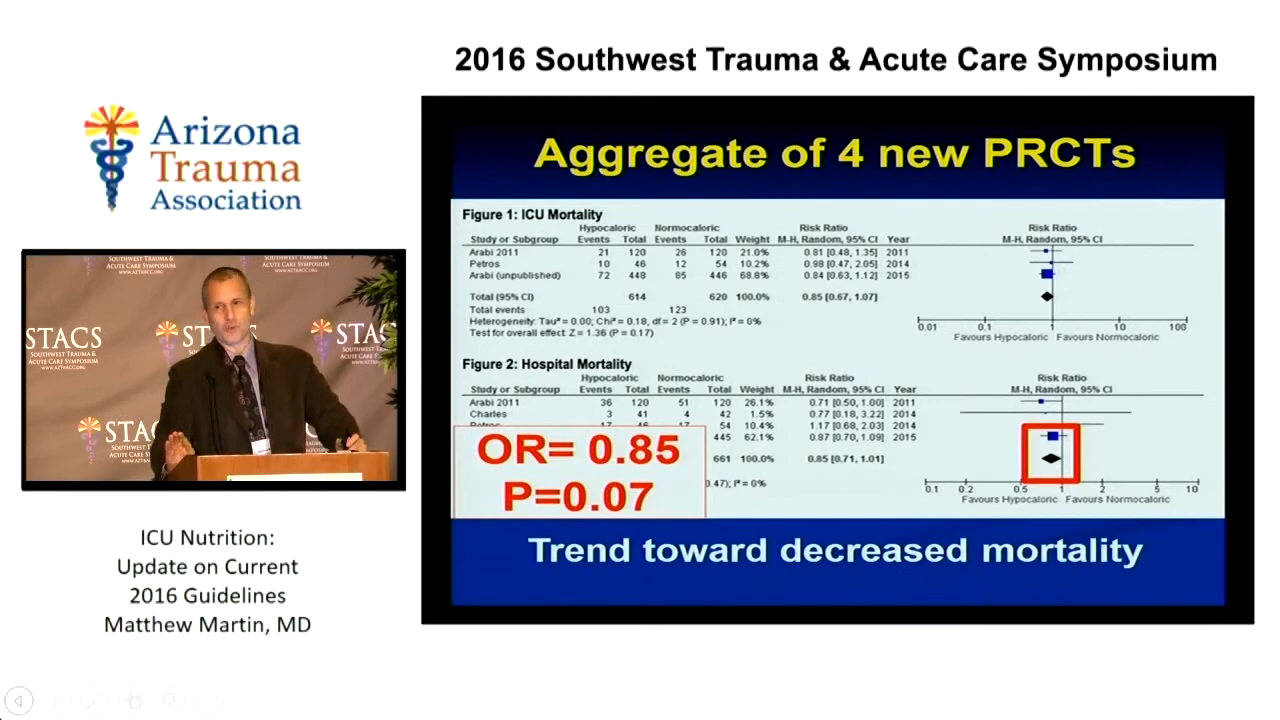 2016 Southwest Trauma & Acute Care Symposium
Arizona
Trauma
Association
Aggregate of 4 new PRCTs
Figure 1: ICU Mortality
Hypocaloric Normocaloric Risk Ratio Risk Ratio
Study or Subgroup Events Total Events Total Weight M-H, Random, 95% CI Year M-H, Random, 95% CI
Arabi 2011 21 120 26 120 21.0% 0.81 [0.48, 1.35] 2011
Petros 10 46 12 54 10.2% 0.98 [0.47, 2.05] 2014
Arabi (unpublished) 72 448 85 446 68.8% 0.84 [0.63, 1.12] 2015
Total (95% CI) 614 620 100.0% 0.85 [0.67, 1.07]
Total events 103 123
Heterogeneity: Tau² = 0.00; Chi² = 0.18, df = 2 (P = 0.91); I² = 0%
Test for overall effect: Z = 1.36 (P = 0.17)
0.01 0.1 1 10 100
Favours Hypocaloric Favours Normocaloric
Figure 2: Hospital Mortality
Hypocaloric Normocaloric Risk Ratio Risk Ratio
Study or Subgroup Events Total Events Total Weight M-H, Random, 95% CI Year M-H, Random, 95% CI
Arabi 2011 36 120 51 120 26.1% 0.71 [0.50, 1.00] 2011
Charles 3 41 4 42 1.5% 0.77 [0.18, 3.22] 2014
54 10.4% 1.17 [0.68, 2.03] 2014
445 62.1% 0.87 [0.70, 1.09] 2015
661 100.0% 0.85 [0.71, 1.01]
0.47); I² = 0%
0.1 0.2 0.5 1 2 5 10
Favours Hypocaloric Favours Normocaloric
OR= 0.85
P=0.07
Trend toward decreased mortality
STACS
SOUTHWEST TRAUMA &
ACUTE CARE SYMPOSIUM
WWW.AZTRACC.ORG
STA
STAC
ICU Nutrition:
Update on Current
2016 Guidelines
Matthew Martin, MD